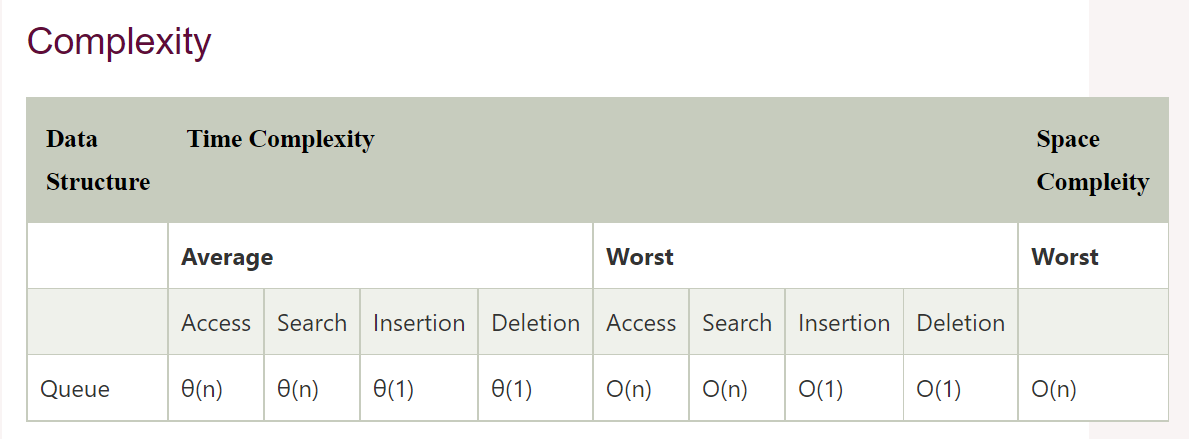 Complexity
Data Structure Time Complexity Space Compleity
Average Worst Worst
Access Search Insertion Deletion Access Search Insertion Deletion
Queue θ(n) θ(n) θ(1) θ(1) O(n) O(n) O(1) O(1) O(n)